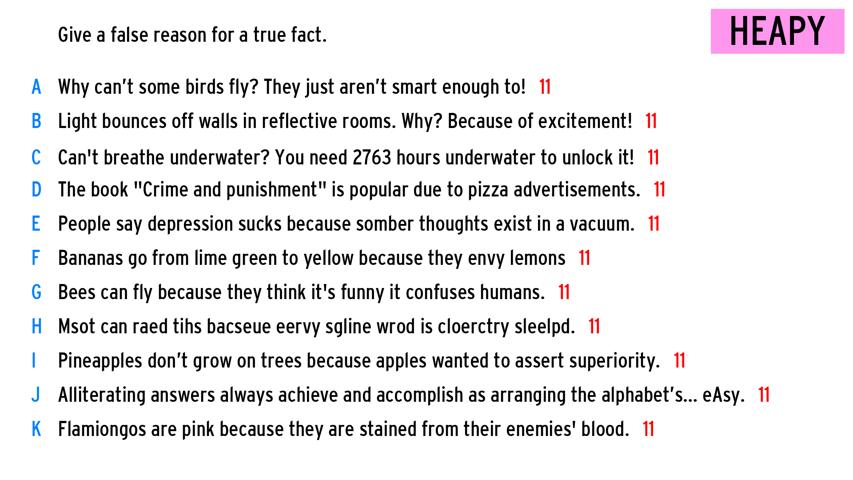 Give a false reason for a true fact.
HEAPY
A Why can't some birds fly? They just aren't smart enough to! 11
B Light bounces off walls in reflective rooms. Why? Because of excitement! 11
C Can't breathe underwater? You need 2763 hours underwater to unlock it! 11
D The book "Crime and punishment" is popular due to pizza advertisements. 11
E People say depression sucks because somber thoughts exist in a vacuum. 11
F Bananas go from lime green to yellow because they envy lemons 11
G Bees can fly because they think it's funny it confuses humans. 11
H Msot can raed tihs bacseue eervy sgline wrod is cloerctry sleelpd. 11
I Pineapples don't grow on trees because apples wanted to assert superiority. 11
J Alliterating answers always achieve and accomplish as arranging the alphabet's... eAsy. 11
K Flamiongos are pink because they are stained from their enemies' blood. 11